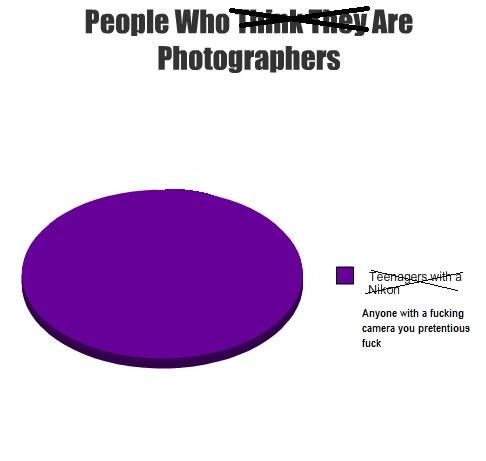 People Who Think They Are
Photographers
Teenagers with a
Nikon
Anyone with a fucking
camera you pretentious
fuck